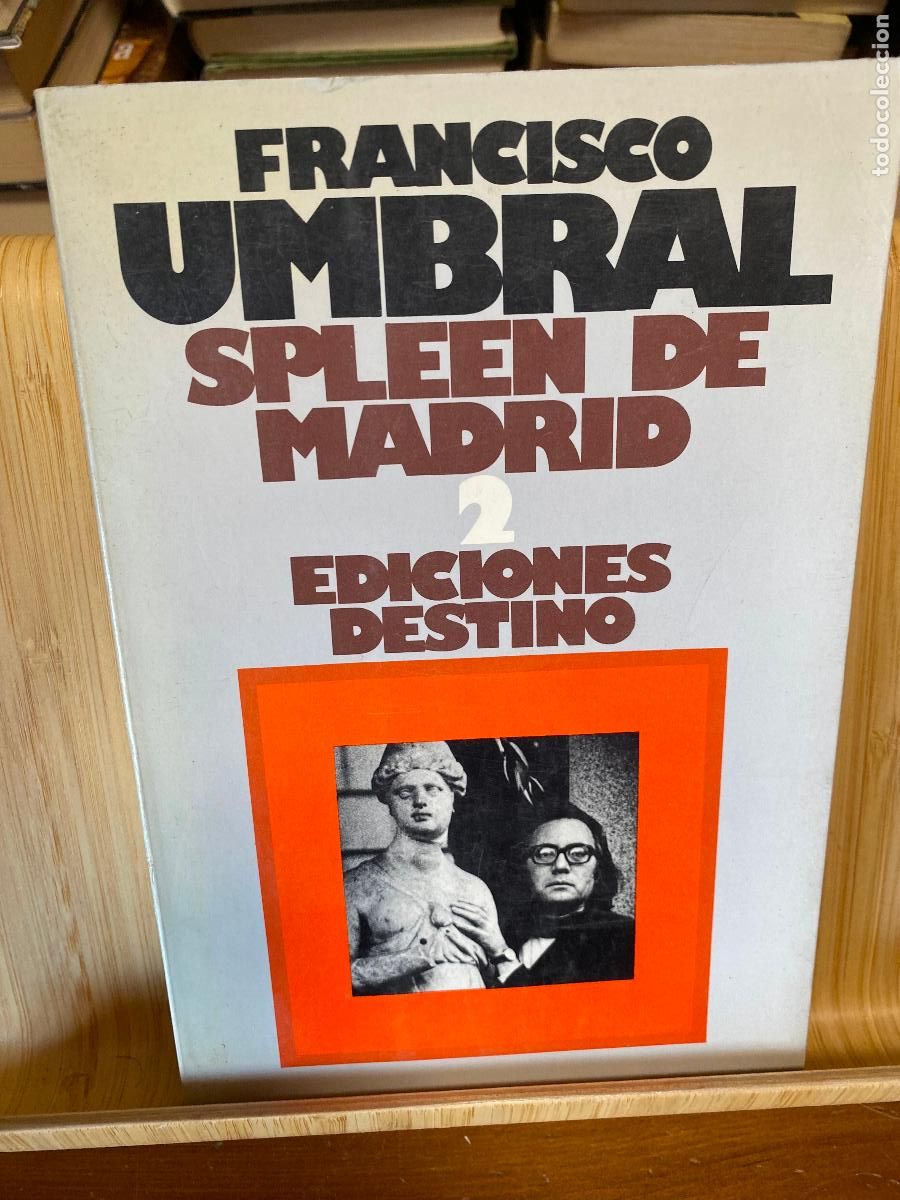 FRANCISCO
UMBRAL
SPLEEN DE
MADRID
2
EDICIONES
DESTINO
todocoleccion